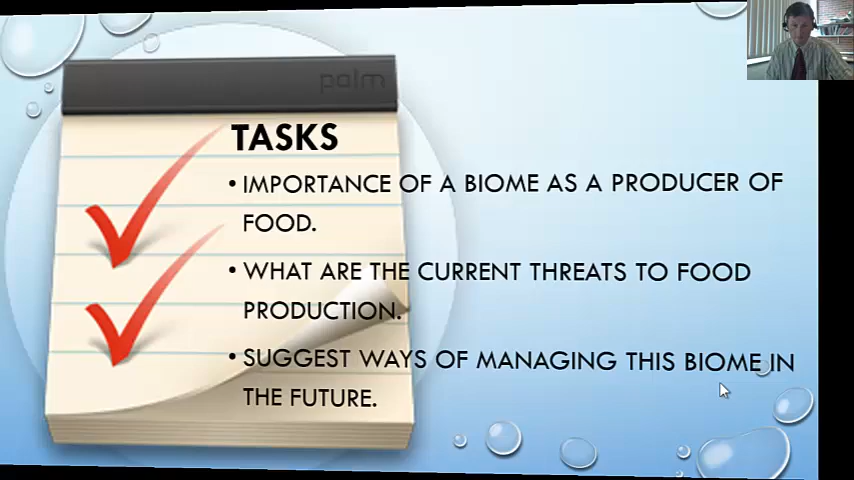 palm
TASKS
• IMPORTANCE OF A BIOME AS A PRODUCER OF
FOOD.
• WHAT ARE THE CURRENT THREATS TO FOOD
PRODUCTION.
• SUGGEST WAYS OF MANAGING THIS BIOME IN
THE FUTURE.